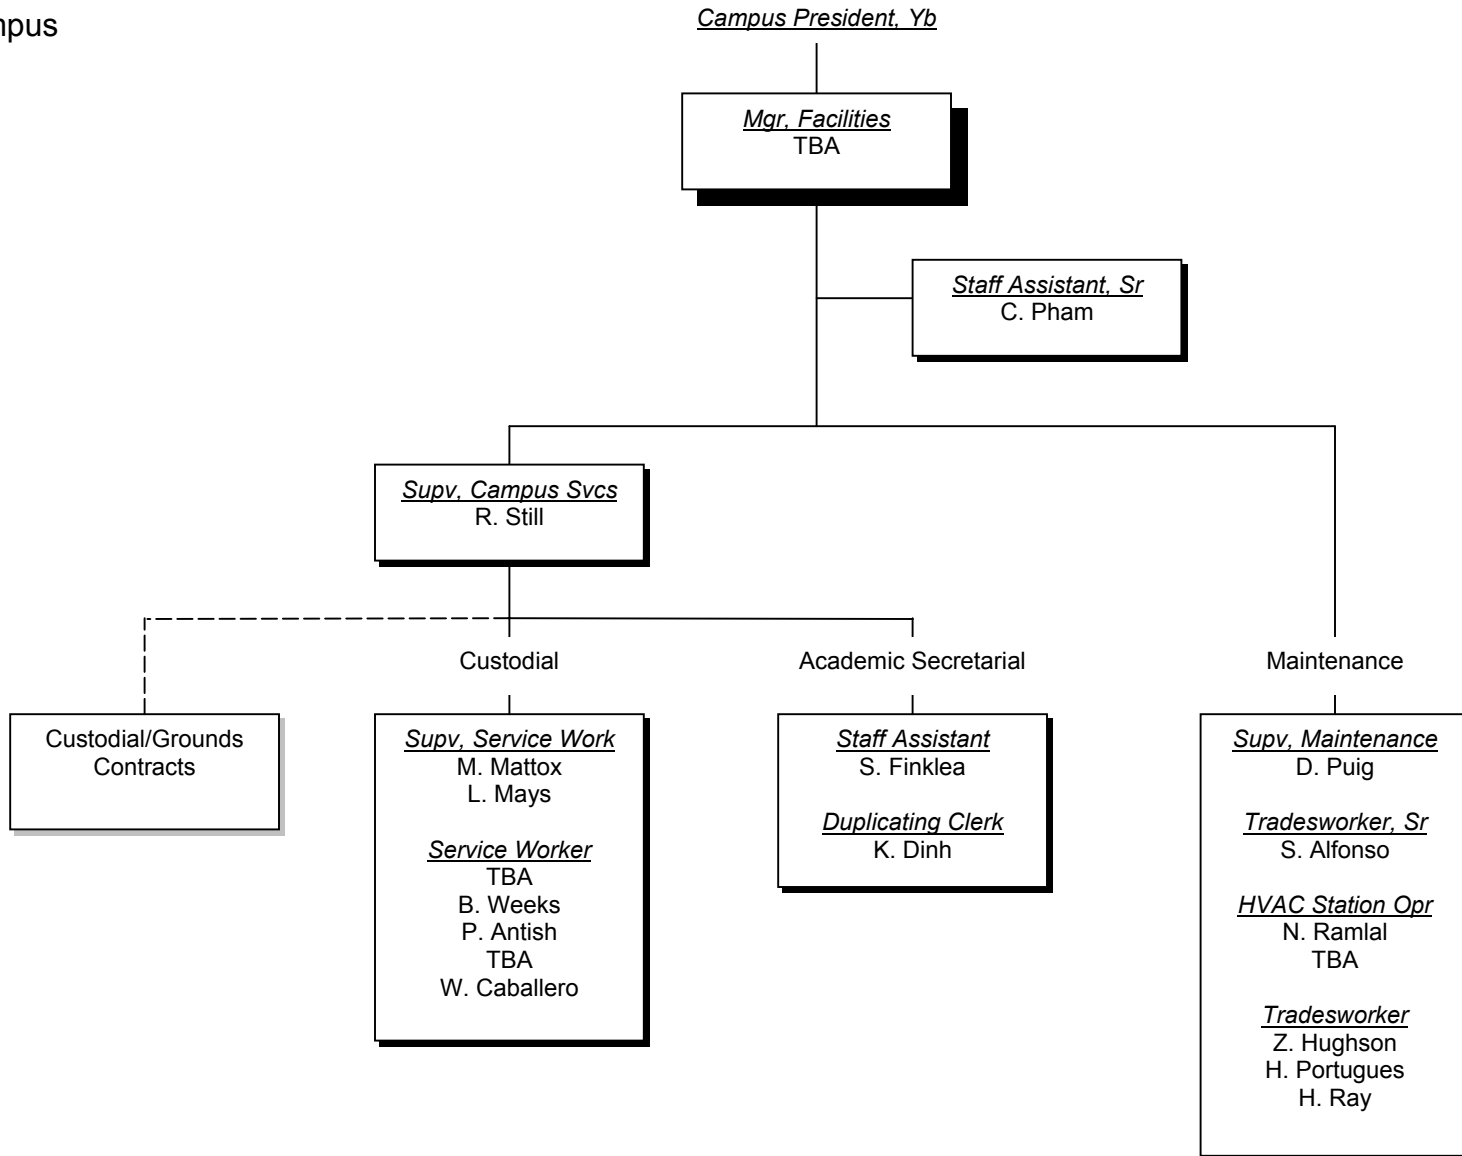 Campus President, Yb
Mgr, Facilities
TBA
Staff Assistant, Sr
C. Pham
Supv, Campus Svcs
R. Still
Custodial
Academic Secretarial
Maintenance
Custodial/Grounds
Contracts
Supv, Service Work
M. Mattox
L. Mays
Service Worker
TBA
B. Weeks
P. Antish
TBA
W. Caballero
Staff Assistant
S. Finklea
Duplicating Clerk
K. Dinh
Supv, Maintenance
D. Puig
Tradesworker, Sr
S. Alfonso
HVAC Station Opr
N. Ramlal
TBA
Tradesworker
Z. Hughson
H. Portugues
H. Ray